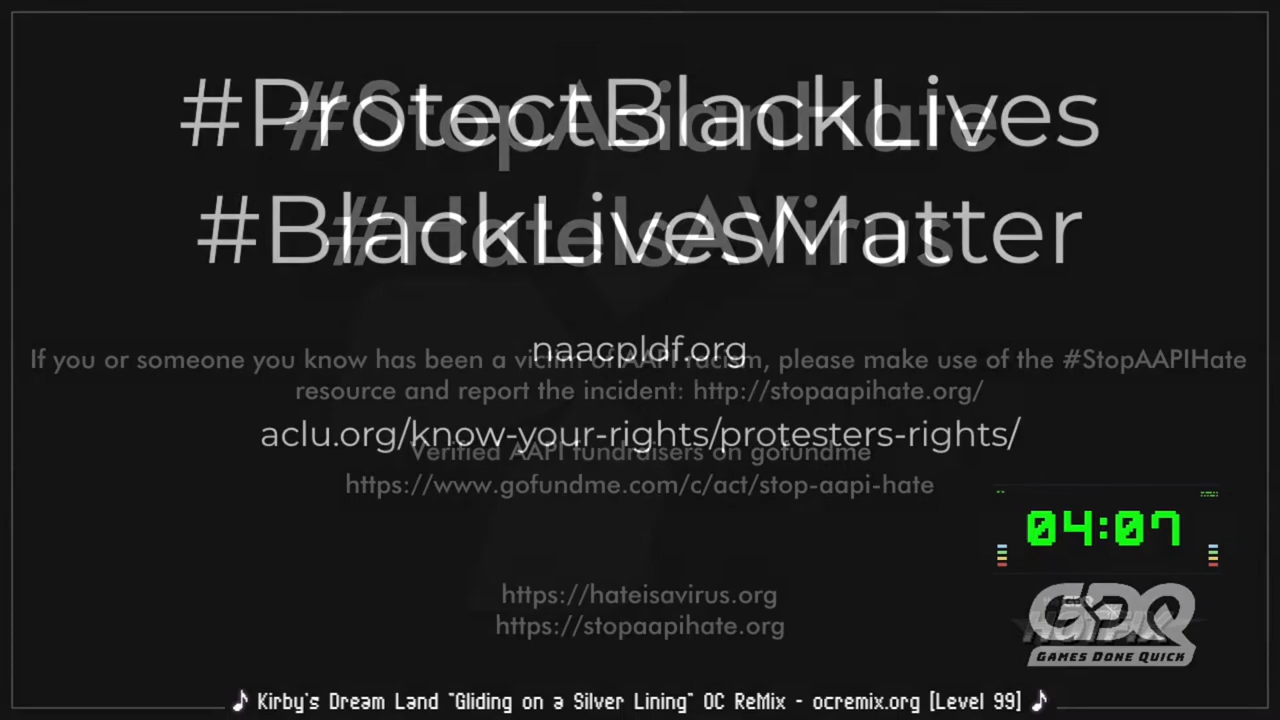 #ProtectBlackLives
#StopAsianHate
#BlackLivesMatter
#HateIsAVirus
naacpldf.org
If you or someone you know has been a victim of AAPI racism, please make use of the #StopAAPIHate
resource and report the incident: http://stopaapihate.org/
aclu.org/know-your-rights/protesters-rights/
Verified AAPI fundraisers on gofundme
https://www.gofundme.com/c/act/stop-aapi-hate
04:07
https://hateisavirus.org
https://stopaapihate.org
GDQ
GAMES DONE QUICK
♪ Kirby's Dream Land "Gliding on a Silver Lining" OC ReMix - ocremix.org [Level 99] ♪